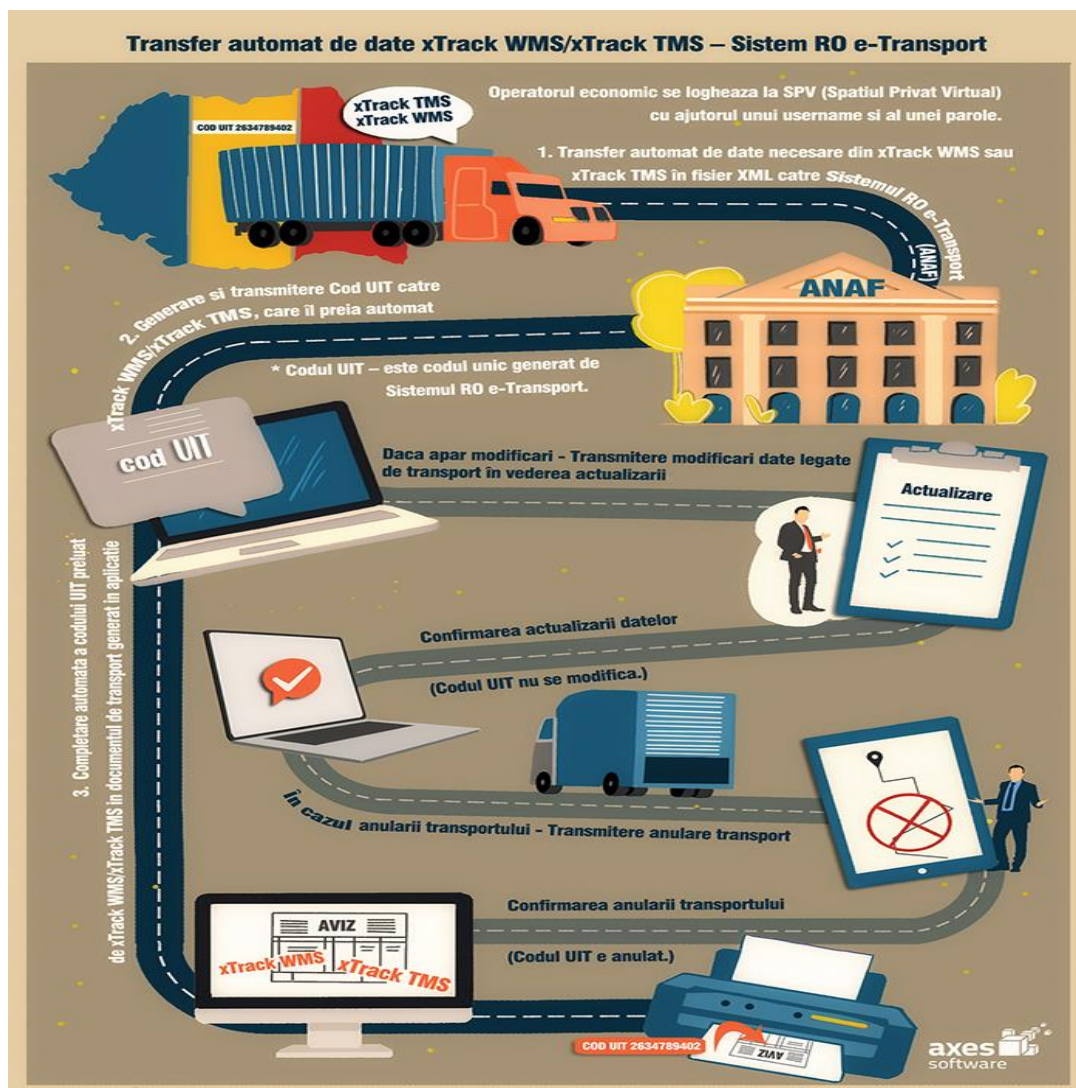 Transfer automat de date xTrack WMS/xTrack TMS – Sistem RO e-Transport
xTrack TMS
xTrack WMS
COD UIT 2634789402
Operatorul economic se logheaza la SPV (Spatiul Privat Virtual)
cu ajutorul unui username si al unei parole.
1. Transfer automat de date necesare din xTrack WMS sau
xTrack TMS în fisier XML catre Sistemul RO e-Transport
(ANAF)
ANAF
2. Generare si transmitere Cod UIT catre
xTrack WMS/xTrack TMS, care îl preia automat
* Codul UIT – este codul unic generat de
Sistemul RO e-Transport.
cod UIT
Daca apar modificari - Transmitere modificari date legate
de transport în vederea actualizarii
Actualizare
3. Completare automata a codului UIT preluat
de xTrack WMS/xTrack TMS în documentul de transport generat in aplicatie
Confirmarea actualizarii datelor
(Codul UIT nu se modifica.)
În cazul anularii transportului - Transmitere anulare transport
Confirmarea anularii transportului
(Codul UIT e anulat.)
AVIZ
xTrack WMS
xTrack TMS
COD UIT 2634789402
AVIZ
axes
software